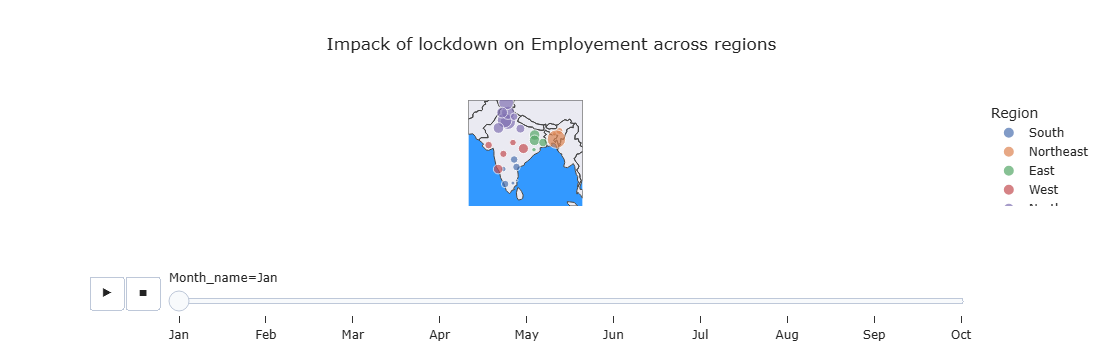 Impack of lockdown on Employement across regions
Region
South
Northeast
East
West
Month_name=Jan
Jan Feb Mar Apr May Jun Jul Aug Sep Oct